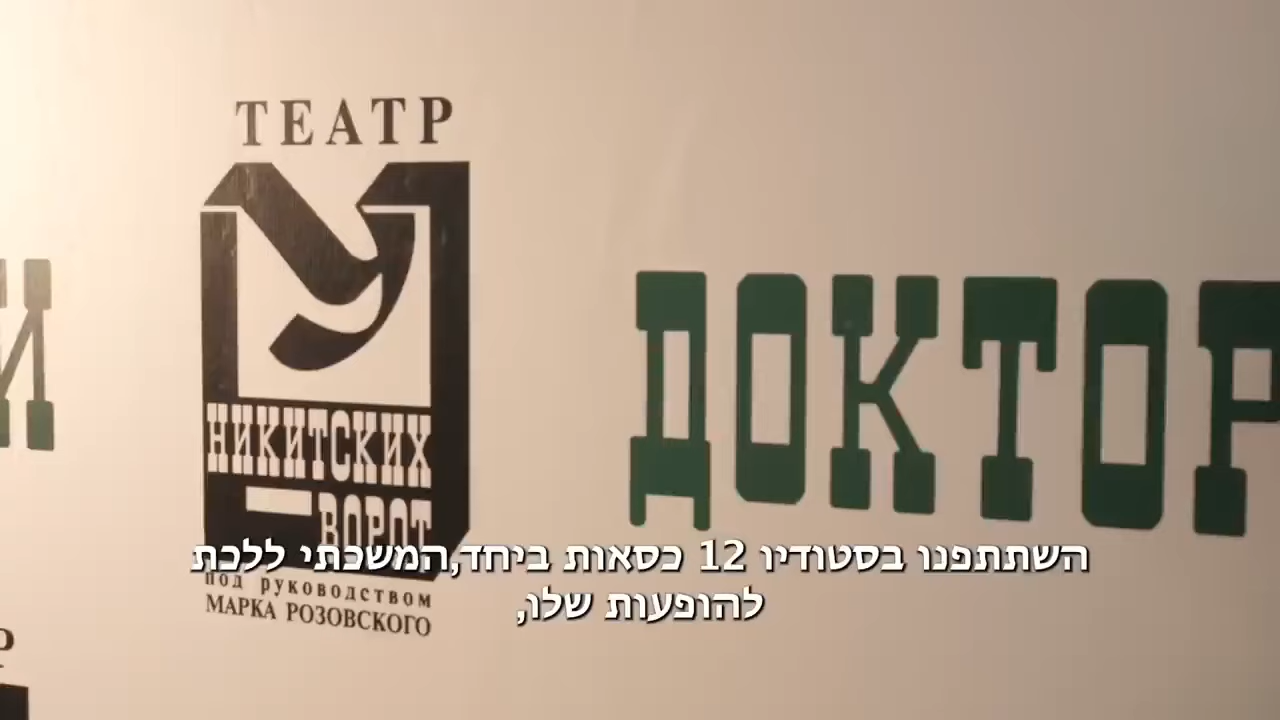 ТЕАТР
У
НИКИТСКИХ
ВОРОТ
под руководством
МАРКА РОЗОВСКОГО
ДОКТОР
השתתפנו בסטודיו 12 כסאות ביחד,המשכתי ללכת
להופעות שלו,